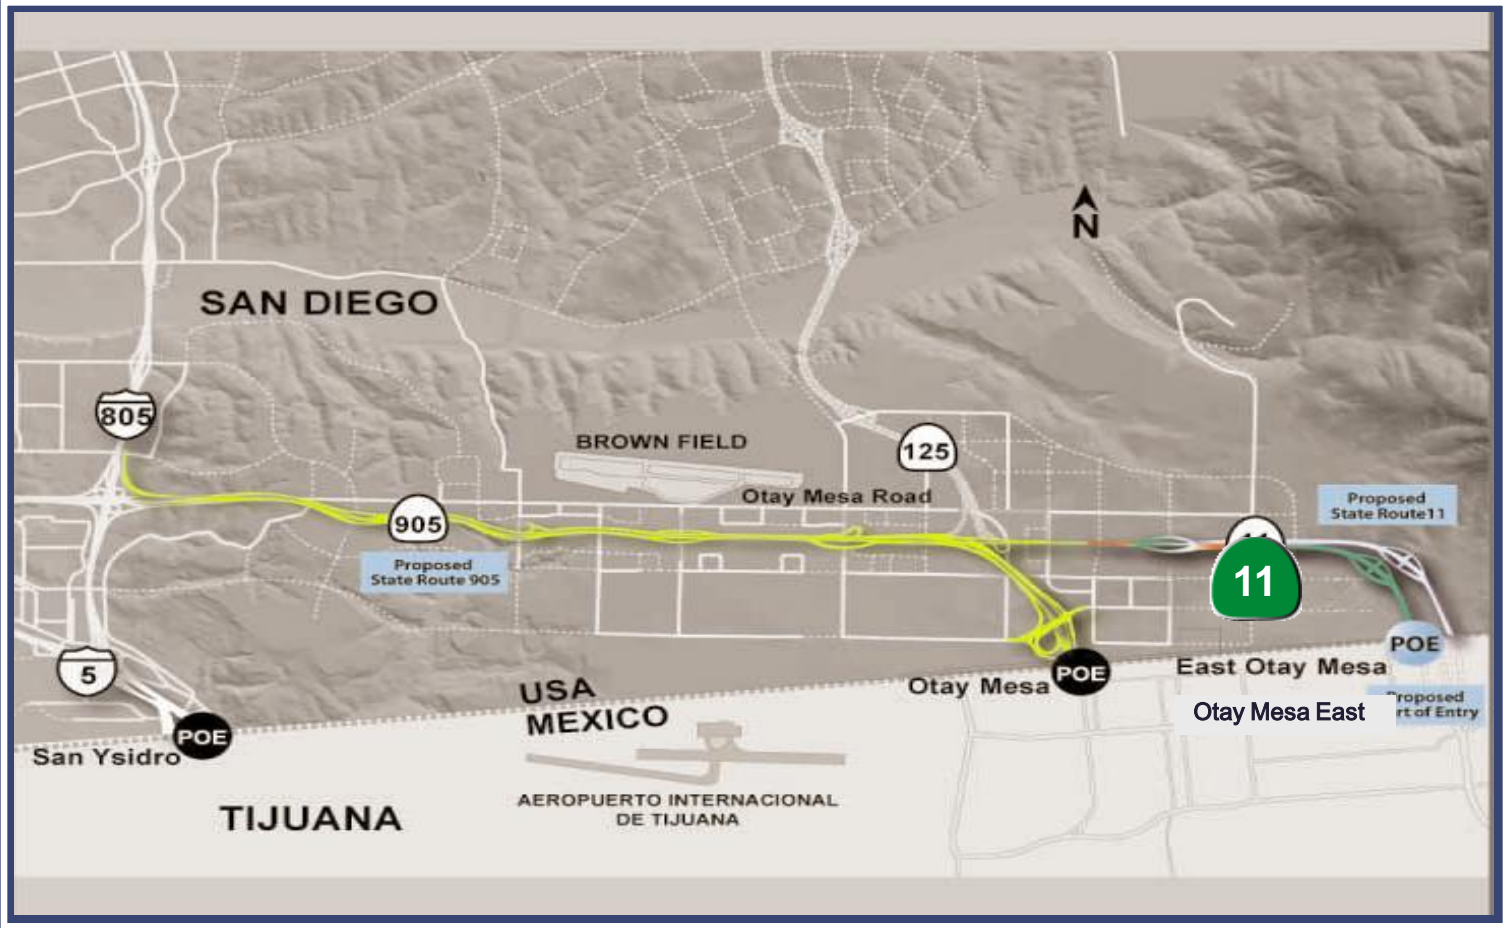 N
SAN DIEGO
805
BROWN FIELD
125
Otay Mesa Road
Proposed
State Route11
905
Proposed
State Route 905
11
5
POE
East Otay Mesa
POE
Otay Mesa
USA
MEXICO
Proposed
rt of Entry
Otay Mesa East
POE
San Ysidro
AEROPUERTO INTERNACIONAL
DE TIJUANA
TIJUANA